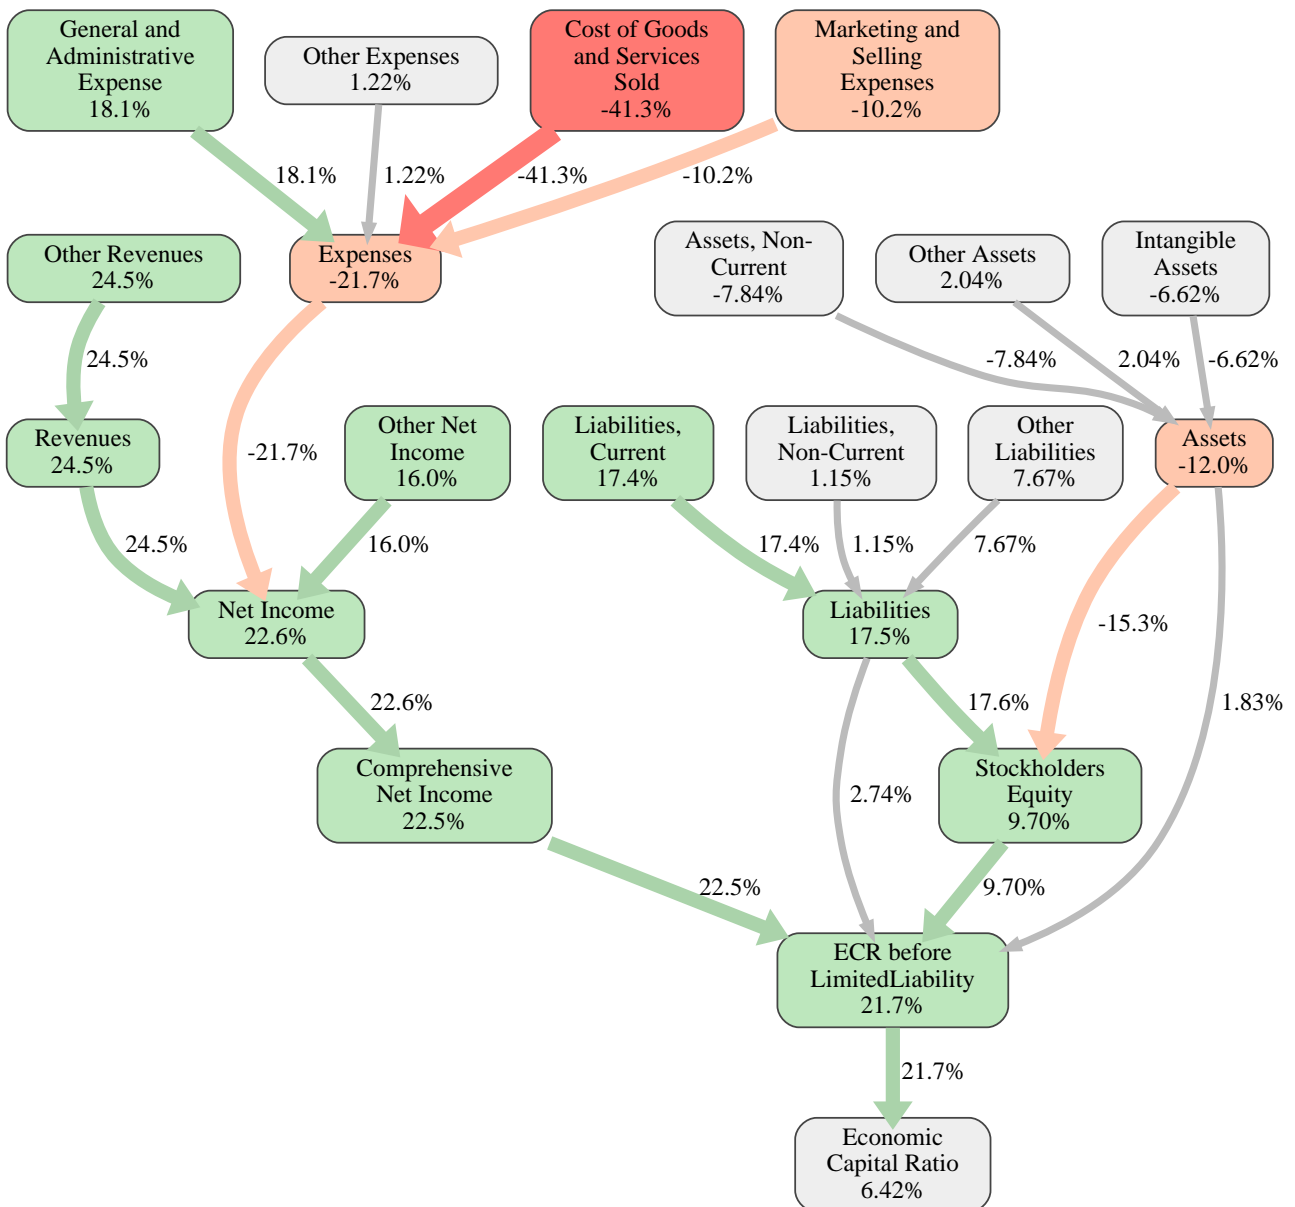 General and
Administrative
Expense
18.1%
Other Expenses
1.22%
Cost of Goods
and Services
Sold
-41.3%
Marketing and
Selling
Expenses
-10.2%
18.1%
1.22%
-41.3%
-10.2%
Other Revenues
24.5%
Expenses
-21.7%
Assets, Non-
Current
-7.84%
Other Assets
2.04%
Intangible
Assets
-6.62%
24.5%
-7.84%
2.04%
-6.62%
Revenues
24.5%
-21.7%
Other Net
Income
16.0%
Liabilities,
Current
17.4%
Liabilities,
Non-Current
1.15%
Other
Liabilities
7.67%
Assets
-12.0%
24.5%
16.0%
17.4%
1.15%
7.67%
Net Income
22.6%
Liabilities
17.5%
-15.3%
22.6%
17.6%
1.83%
Comprehensive
Net Income
22.5%
2.74%
Stockholders
Equity
9.70%
22.5%
9.70%
ECR before
LimitedLiability
21.7%
21.7%
Economic
Capital Ratio
6.42%